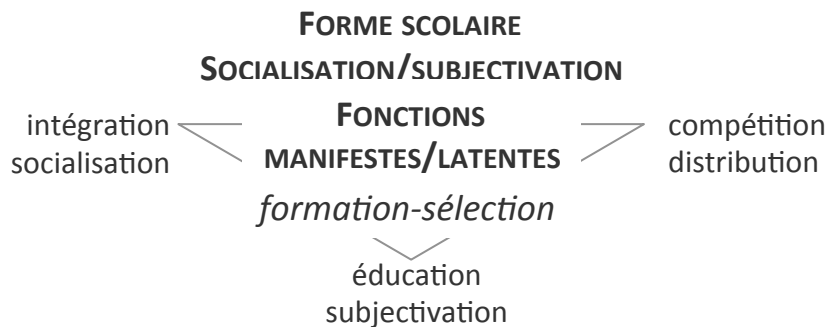 FORME SCOLAIRE
SOCIALISATION/SUBJECTIVATION
FONCTIONS
MANIFESTES/LATENTES
formation-sélection
intégration
socialisation
compétition
distribution
éducation
subjectivation